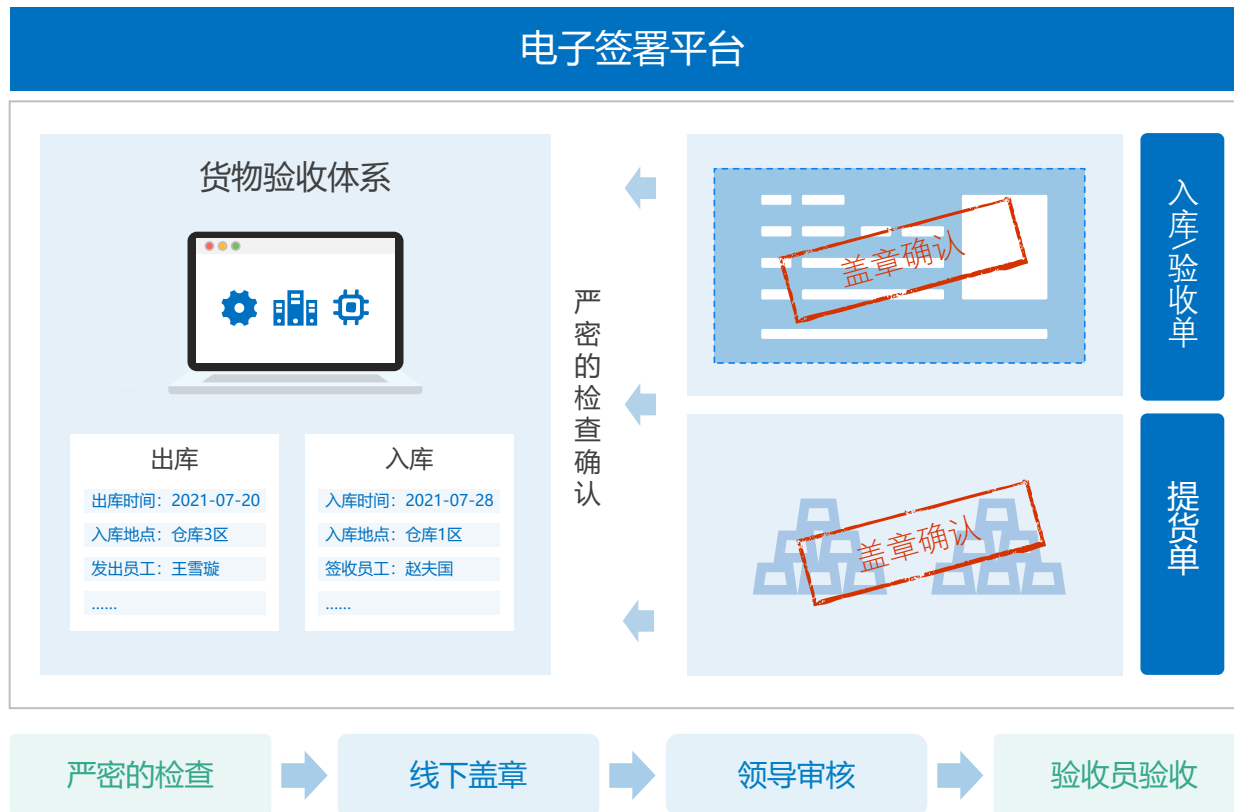 电子签署平台
货物验收体系
出库
出库时间：2021-07-20
入库地点：仓库3区
发出员工：王雪璇
......
入库
入库时间：2021-07-28
入库地点：仓库1区
签收员工：赵夫国
......
严密的检查确认
盖章确认
入库/验收单
盖章确认
提货单
严密的检查
线下盖章
领导审核
验收员验收